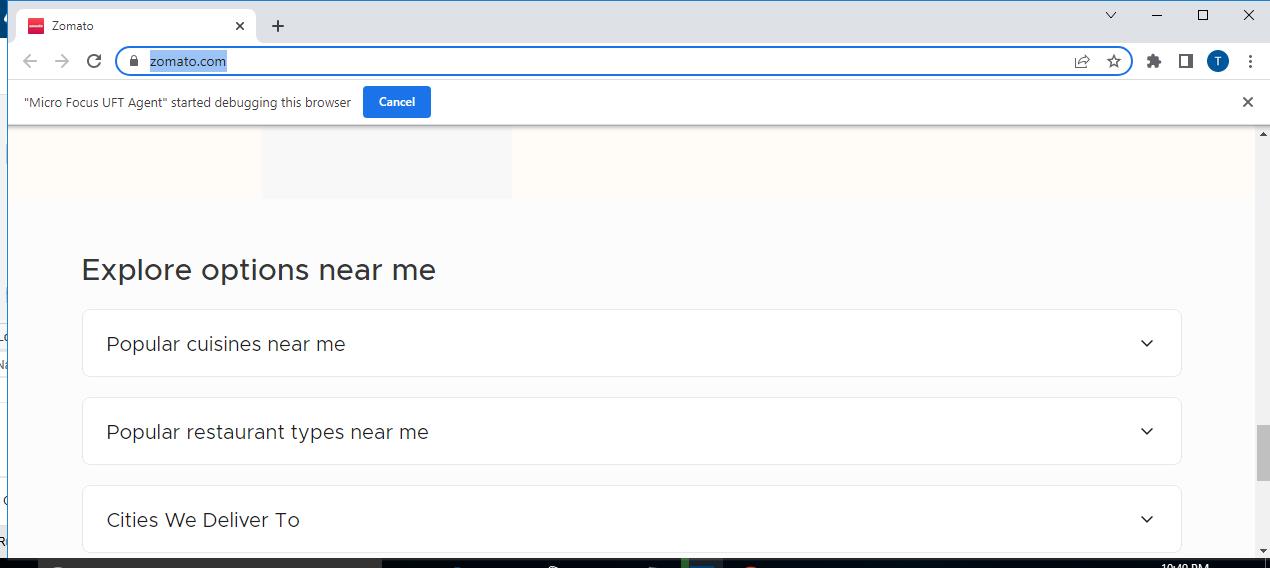 Zomato
zomato.com
T
"Micro Focus UFT Agent" started debugging this browser
Cancel
Explore options near me
Popular cuisines near me
Popular restaurant types near me
Cities We Deliver To